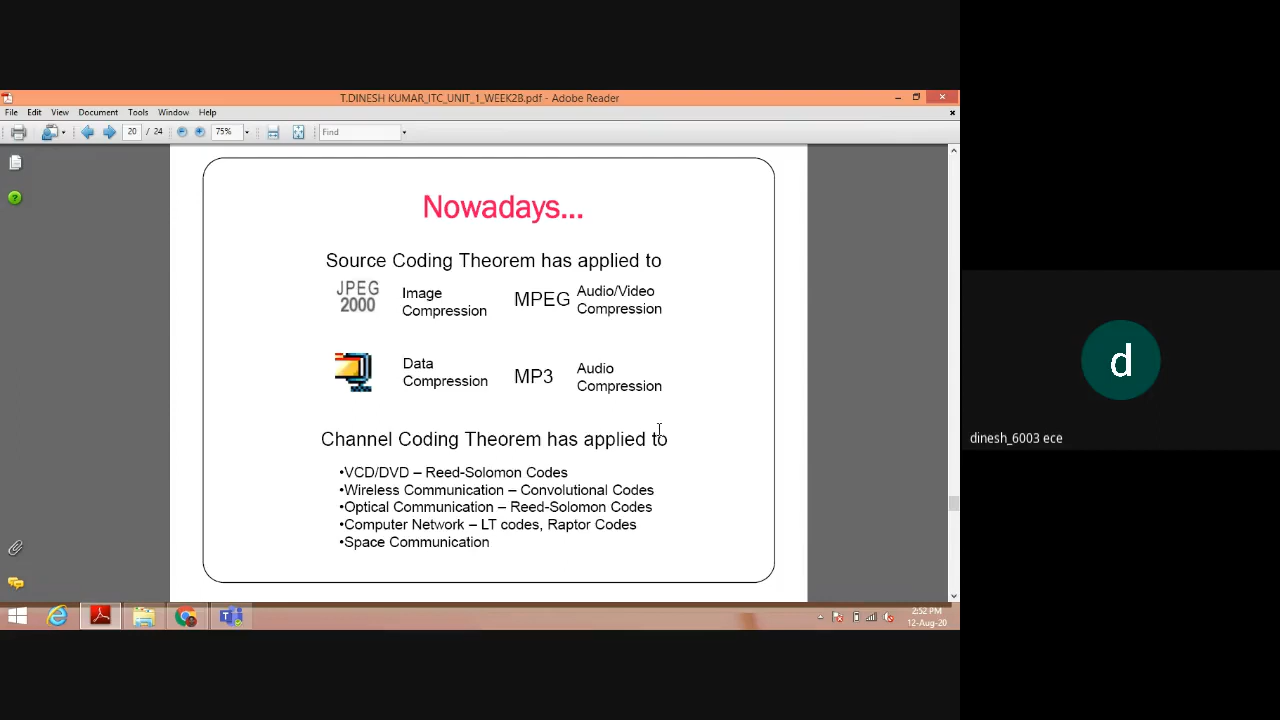 T.DINESH KUMAR_ITC_UNIT_1_WEEK2B.pdf - Adobe Reader
File Edit View Document Tools Window Help
20 / 24 75% Find
Nowadays...
Source Coding Theorem has applied to
JPEG
2000
Image
Compression
MPEG
Audio/Video
Compression
Data
Compression
MP3
Audio
Compression
Channel Coding Theorem has applied to
•VCD/DVD – Reed-Solomon Codes
•Wireless Communication – Convolutional Codes
•Optical Communication – Reed-Solomon Codes
•Computer Network – LT codes, Raptor Codes
•Space Communication
2:52 PM
12-Aug-20
d
dinesh_6003 ece